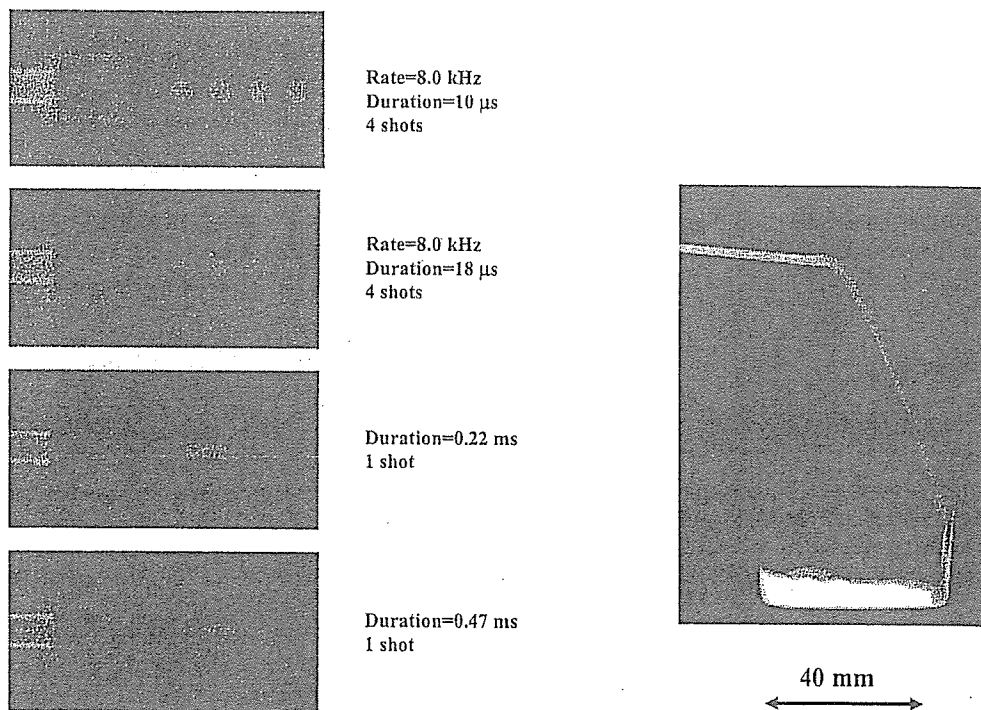 Rate=8.0 kHz
Duration=10 µs
4 shots
Rate=8.0 kHz
Duration=18 µs
4 shots
Duration=0.22 ms
1 shot
Duration=0.47 ms
1 shot
40 mm